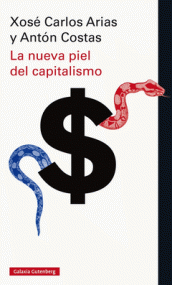 Xosé Carlos Arias
y Antón Costas
La nueva piel
del capitalismo
$
Galaxia Gutenberg